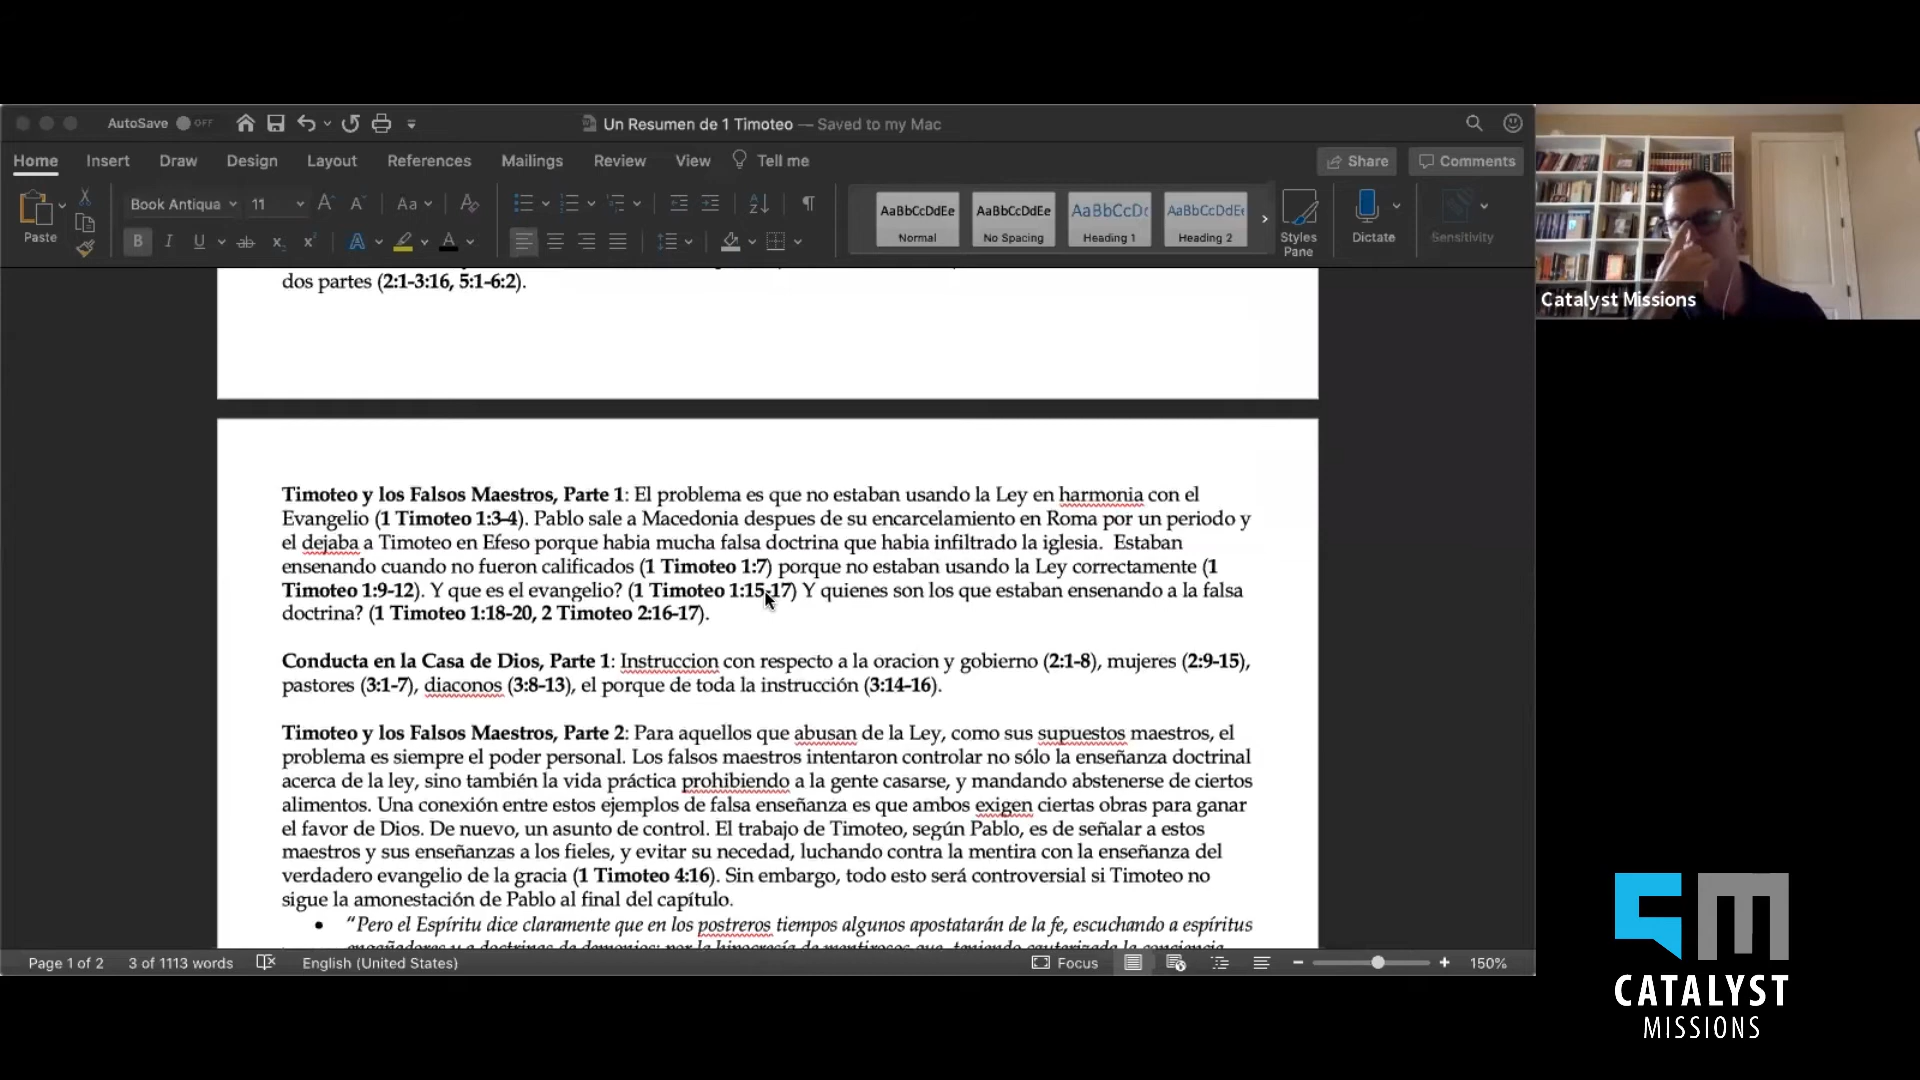 AutoSave OFF
Un Resumen de 1 Timoteo — Saved to my Mac
Home Insert Draw Design Layout References Mailings Review View Tell me Share Comments
Paste
Book Antiqua 11
AaBbCcDdEe AaBbCcDdEe AaBbCcDc AaBbCcDdEe
Normal No Spacing Heading 1 Heading 2
Styles Pane
Dictate
Sensitivity
Catalyst Missions
dos partes (2:1-3:16, 5:1-6:2).
Timoteo y los Falsos Maestros, Parte 1: El problema es que no estaban usando la Ley en harmonia con el
Evangelio (1 Timoteo 1:3-4). Pablo sale a Macedonia despues de su encarcelamiento en Roma por un periodo y
el dejaba a Timoteo en Efeso porque habia mucha falsa doctrina que habia infiltrado la iglesia. Estaban
ensenando cuando no fueron calificados (1 Timoteo 1:7) porque no estaban usando la Ley correctamente (1
Timoteo 1:9-12). Y que es el evangelio? (1 Timoteo 1:15-17) Y quienes son los que estaban ensenando a la falsa
doctrina? (1 Timoteo 1:18-20, 2 Timoteo 2:16-17).
Conducta en la Casa de Dios, Parte 1: Instruccion con respecto a la oracion y gobierno (2:1-8), mujeres (2:9-15),
pastores (3:1-7), diaconos (3:8-13), el porque de toda la instrucción (3:14-16).
Timoteo y los Falsos Maestros, Parte 2: Para aquellos que abusan de la Ley, como sus supuestos maestros, el
problema es siempre el poder personal. Los falsos maestros intentaron controlar no sólo la enseñanza doctrinal
acerca de la ley, sino también la vida práctica prohibiendo a la gente casarse, y mandando abstenerse de ciertos
alimentos. Una conexión entre estos ejemplos de falsa enseñanza es que ambos exigen ciertas obras para ganar
el favor de Dios. De nuevo, un asunto de control. El trabajo de Timoteo, según Pablo, es de señalar a estos
maestros y sus enseñanzas a los fieles, y evitar su necedad, luchando contra la mentira con la enseñanza del
verdadero evangelio de la gracia (1 Timoteo 4:16). Sin embargo, todo esto será controversial si Timoteo no
sigue la amonestación de Pablo al final del capítulo.
• “Pero el Espíritu dice claramente que en los postreros tiempos algunos apostatarán de la fe, escuchando a espíritus
Page 1 of 2 3 of 1113 words English (United States) Focus 150%
CATALYST
MISSIONS